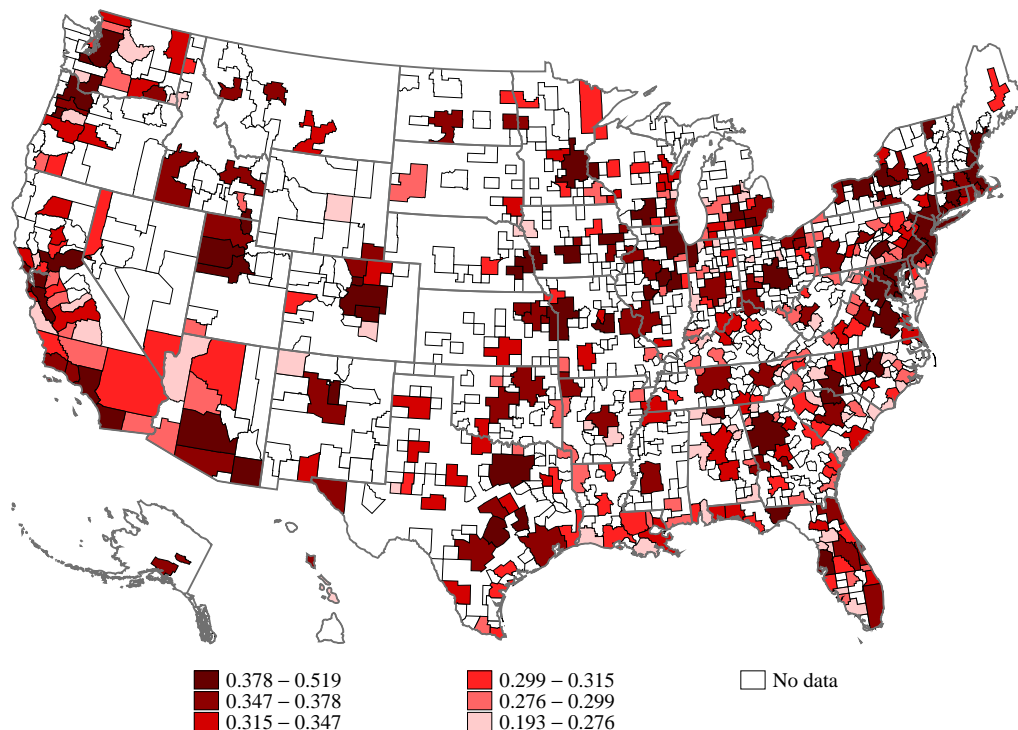 0.378 – 0.519
0.347 – 0.378
0.315 – 0.347
0.299 – 0.315
0.276 – 0.299
0.193 – 0.276
No data